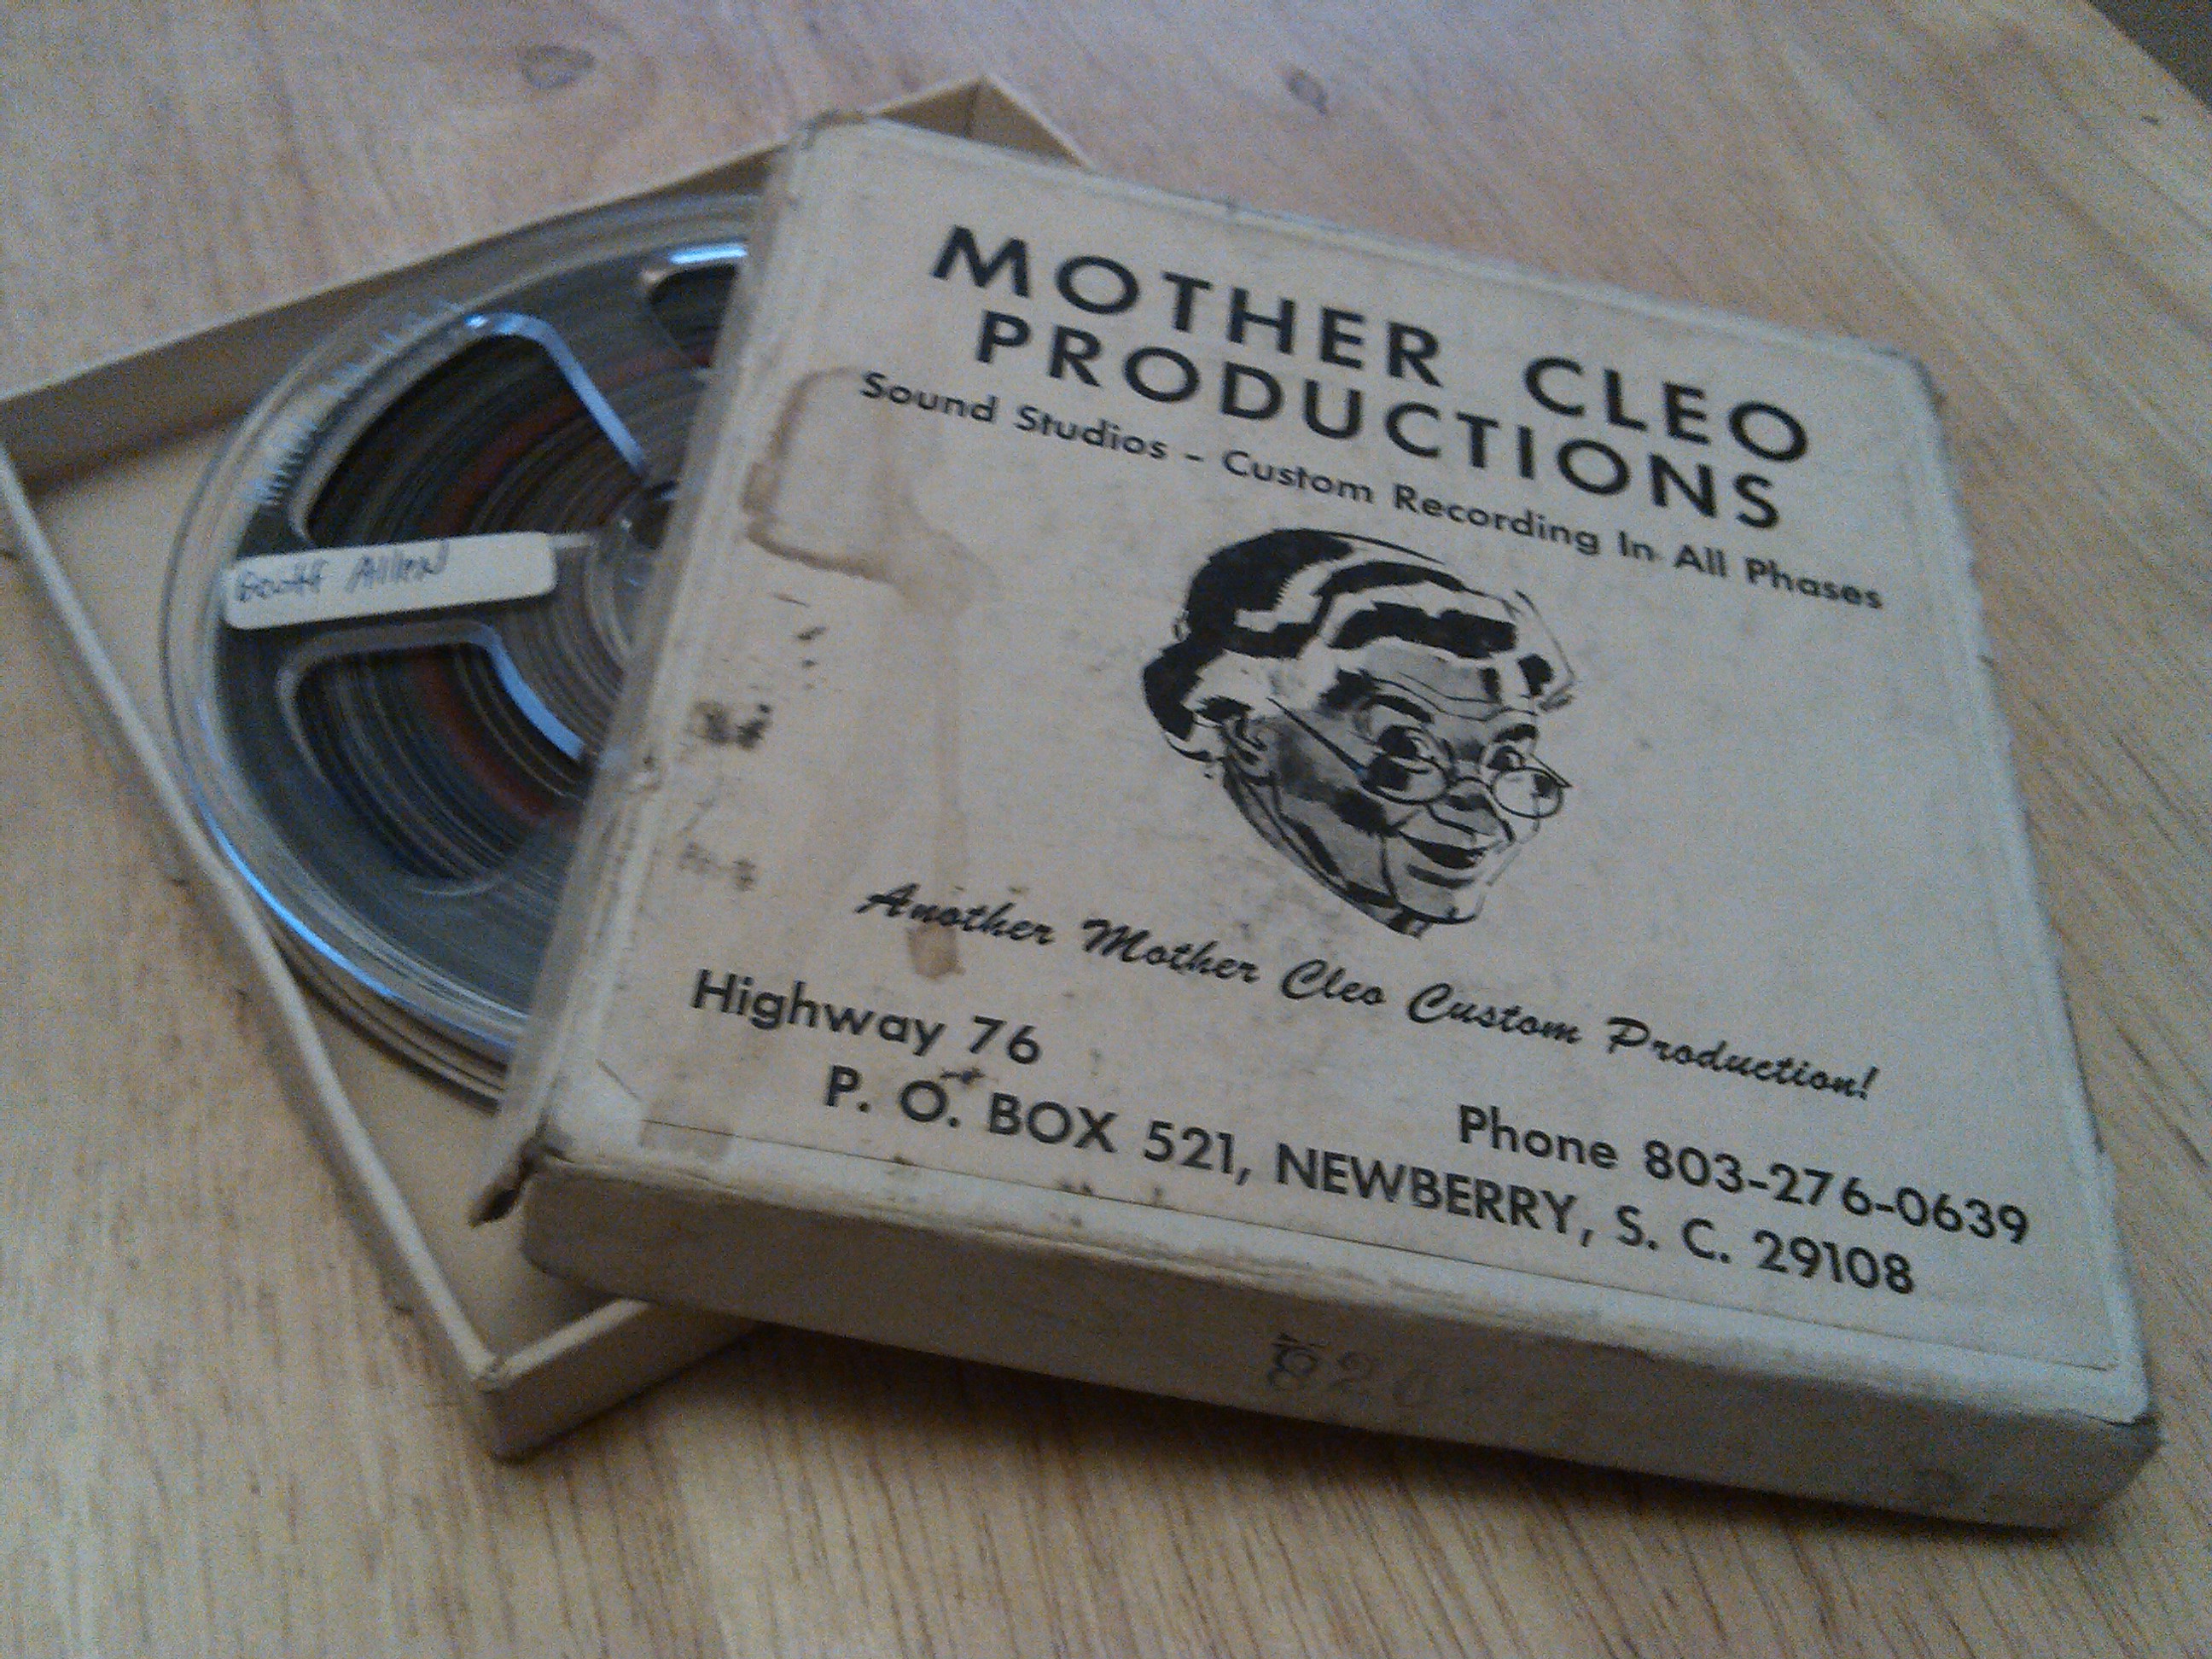 MOTHER CLEO
PRODUCTIONS
Sound Studios - Custom Recording In All Phases
Another Mother Cleo Custom Production!
Highway 76
Phone 803-276-0639
P. O. BOX 521, NEWBERRY, S. C. 29108
Allen